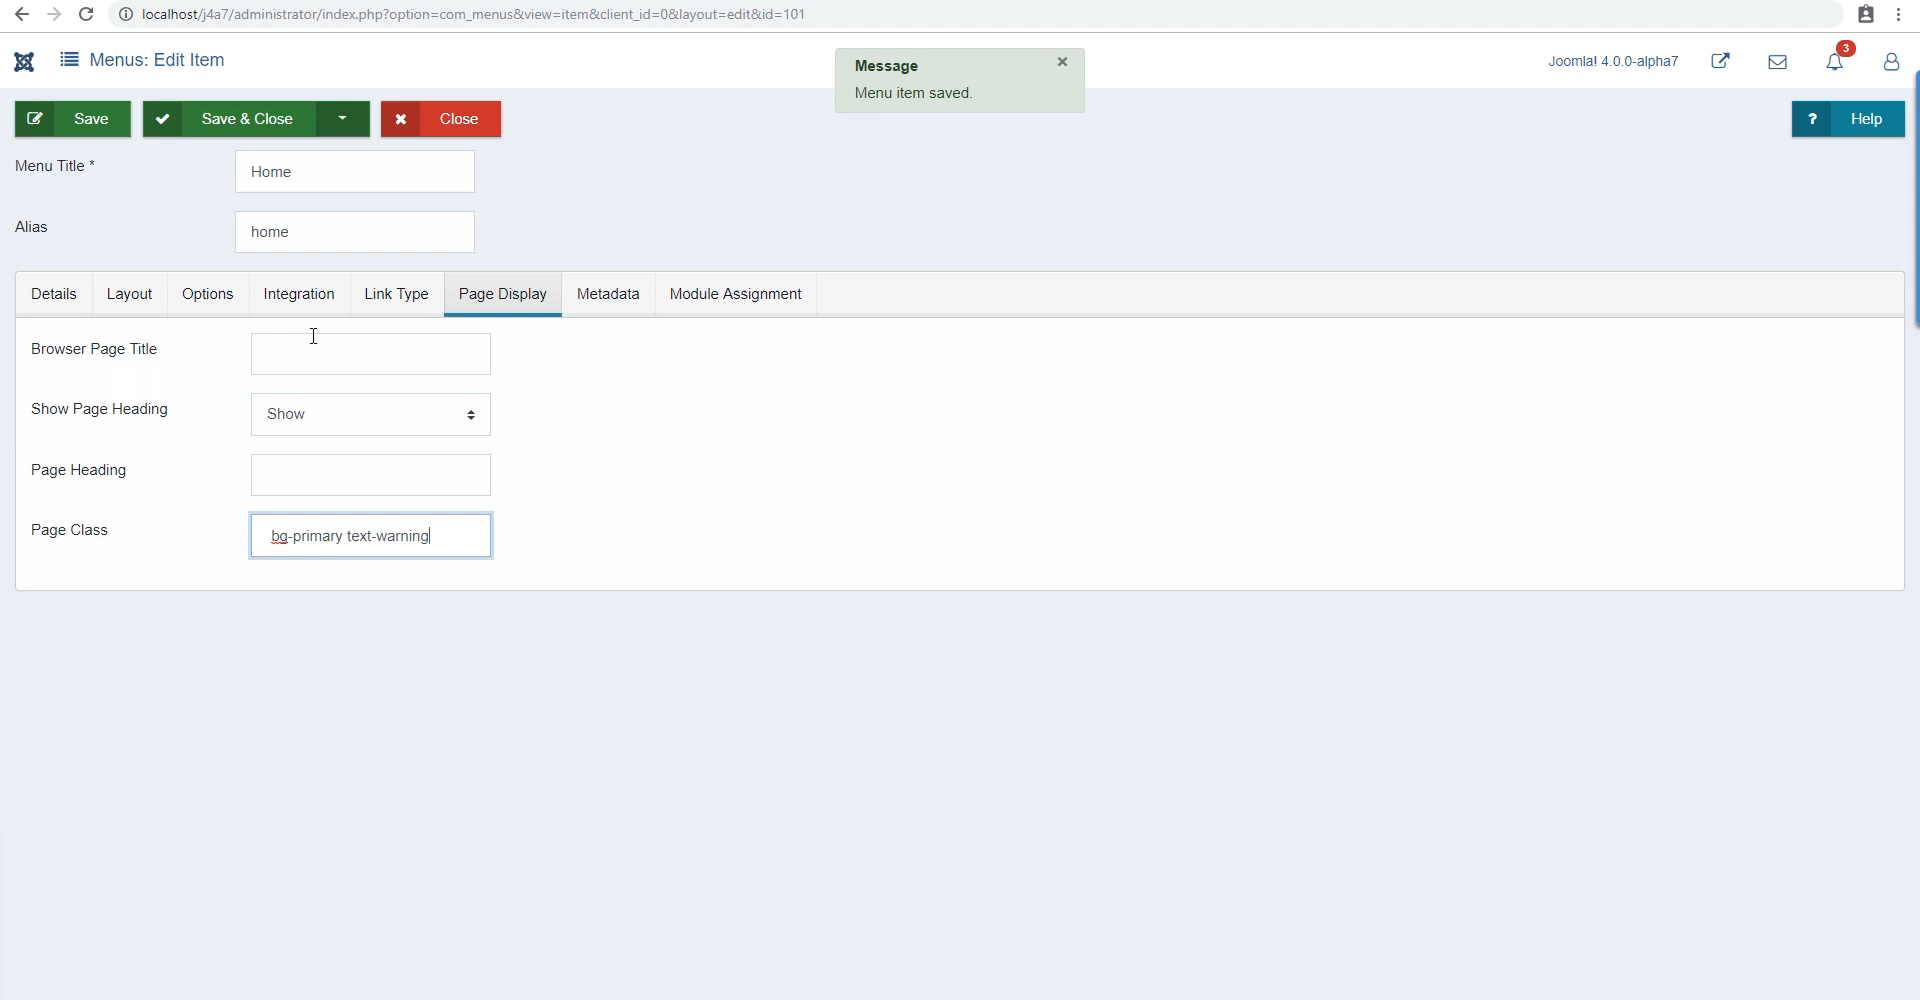 localhost/j4a7/administrator/index.php?option=com_menus&view=item&client_id=0&layout=edit&id=101
Menus: Edit Item
Message
×
Menu item saved.
Joomla! 4.0.0-alpha7
3
Save
Save & Close
Close
? Help
Menu Title *
Home
Alias
home
Details Layout Options Integration Link Type Page Display Metadata Module Assignment
Browser Page Title
Show Page Heading
Show
Page Heading
Page Class
bg-primary text-warning